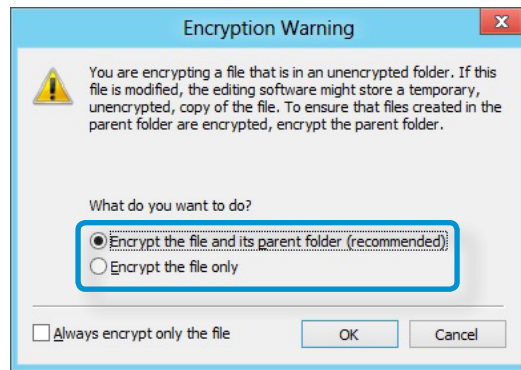 Encryption Warning
x
You are encrypting a file that is in an unencrypted folder. If this
file is modified, the editing software might store a temporary,
unencrypted, copy of the file. To ensure that files created in the
parent folder are encrypted, encrypt the parent folder.
What do you want to do?
Encrypt the file and its parent folder (recommended)
Encrypt the file only
Always encrypt only the file
OK
Cancel